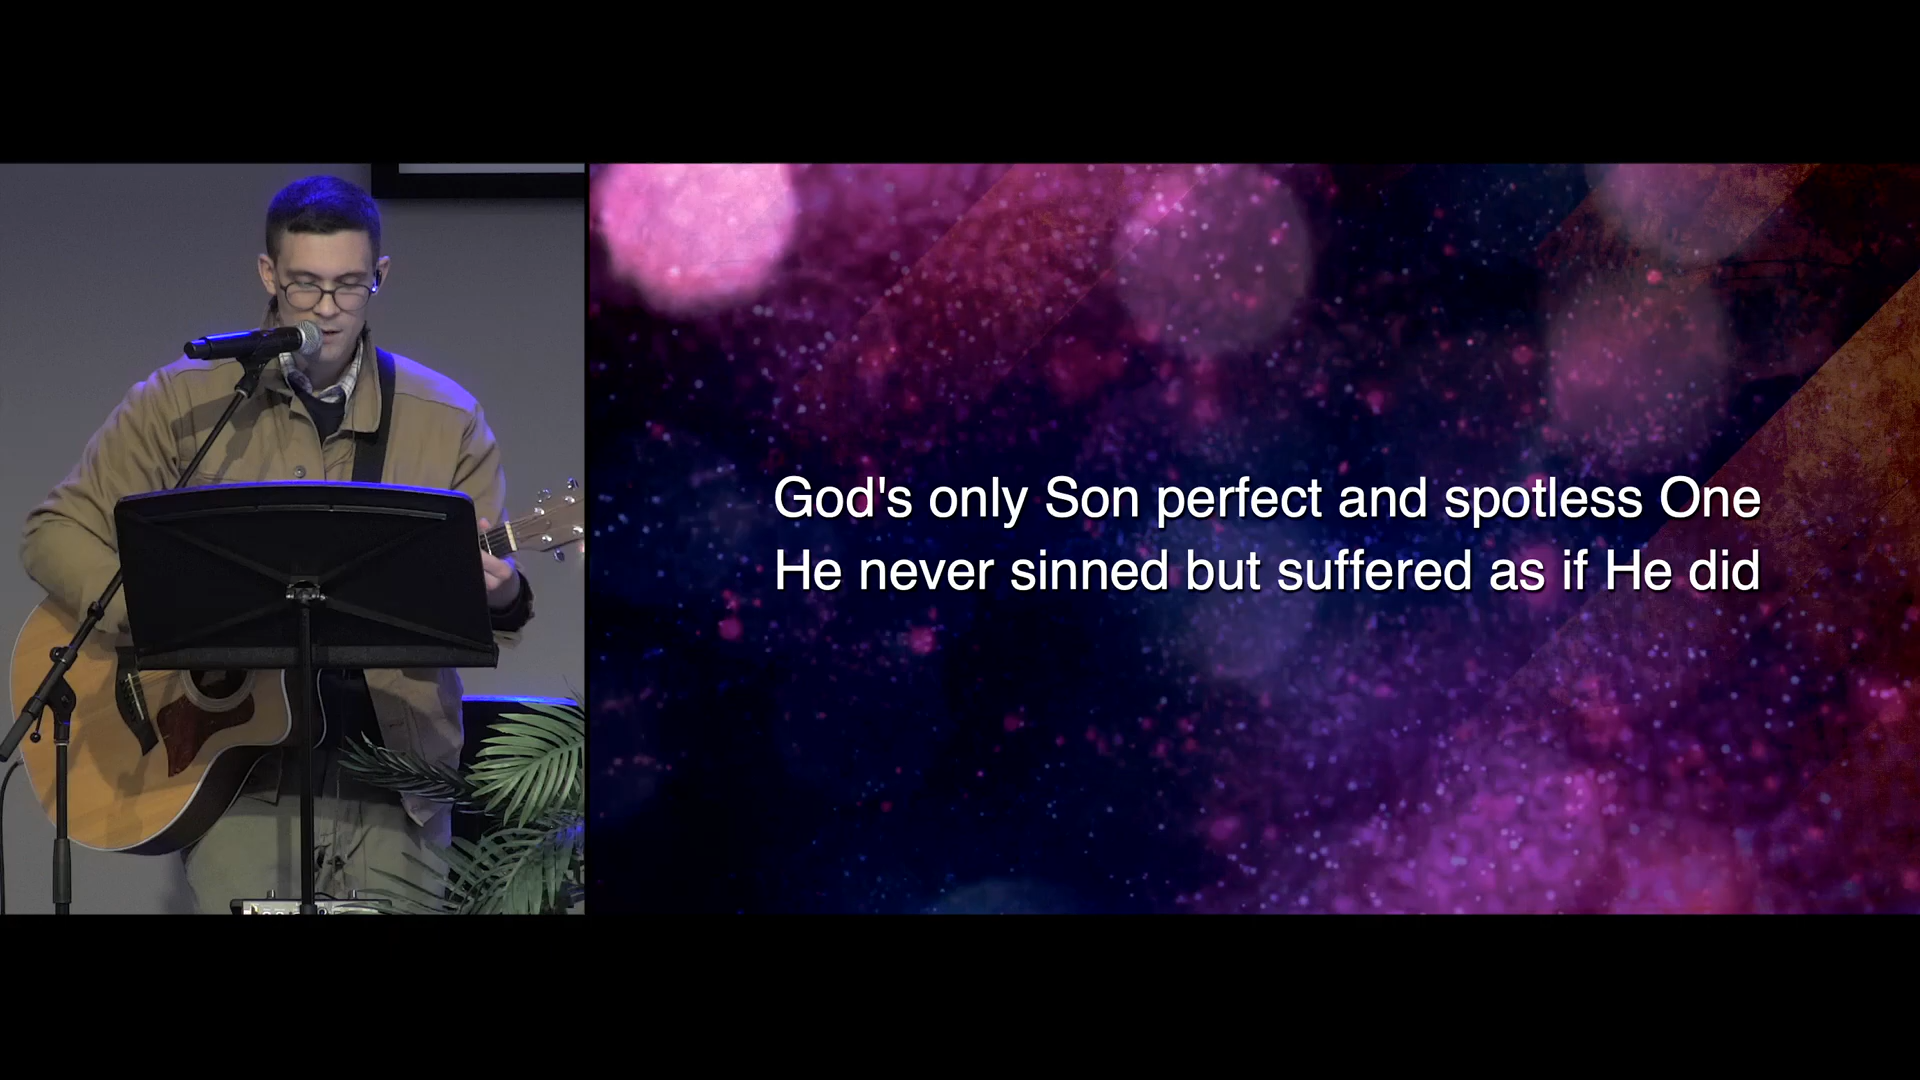 God's only Son perfect and spotless One
He never sinned but suffered as if He did